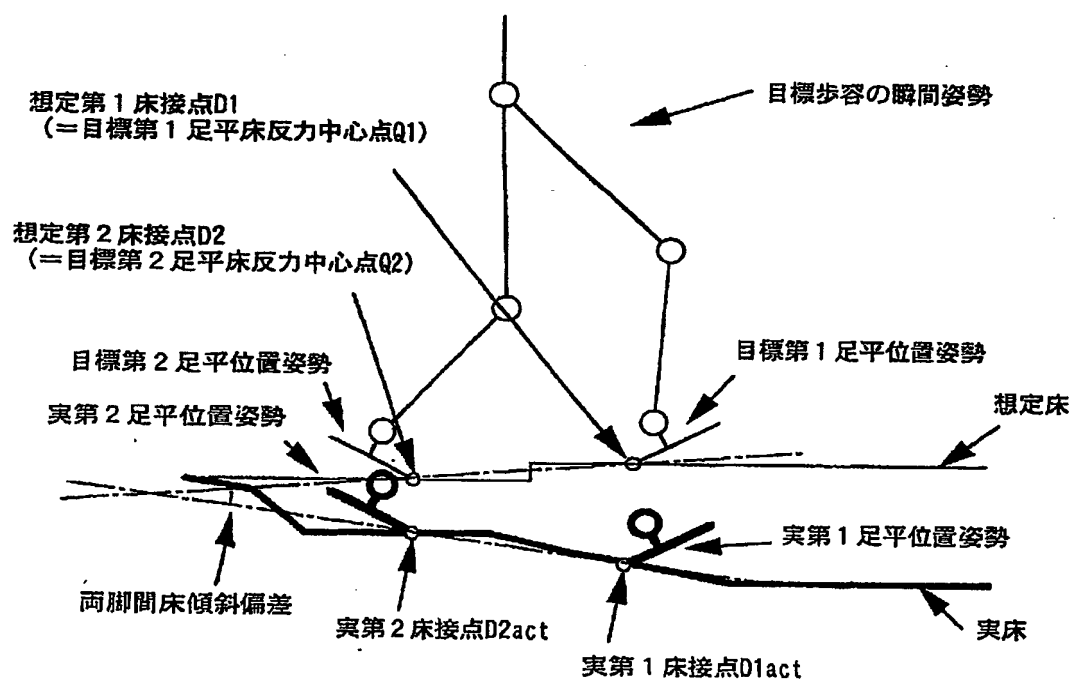 想定第1床接点D1
(=目標第1足平床反力中心点Q1)
目標歩容の瞬間姿勢
想定第2床接点D2
(=目標第2足平床反力中心点Q2)
目標第2足平位置姿勢
目標第1足平位置姿勢
実第2足平位置姿勢
想定床
実第1足平位置姿勢
両脚間床傾斜偏差
実第2床接点D2act
実床
実第1床接点D1act